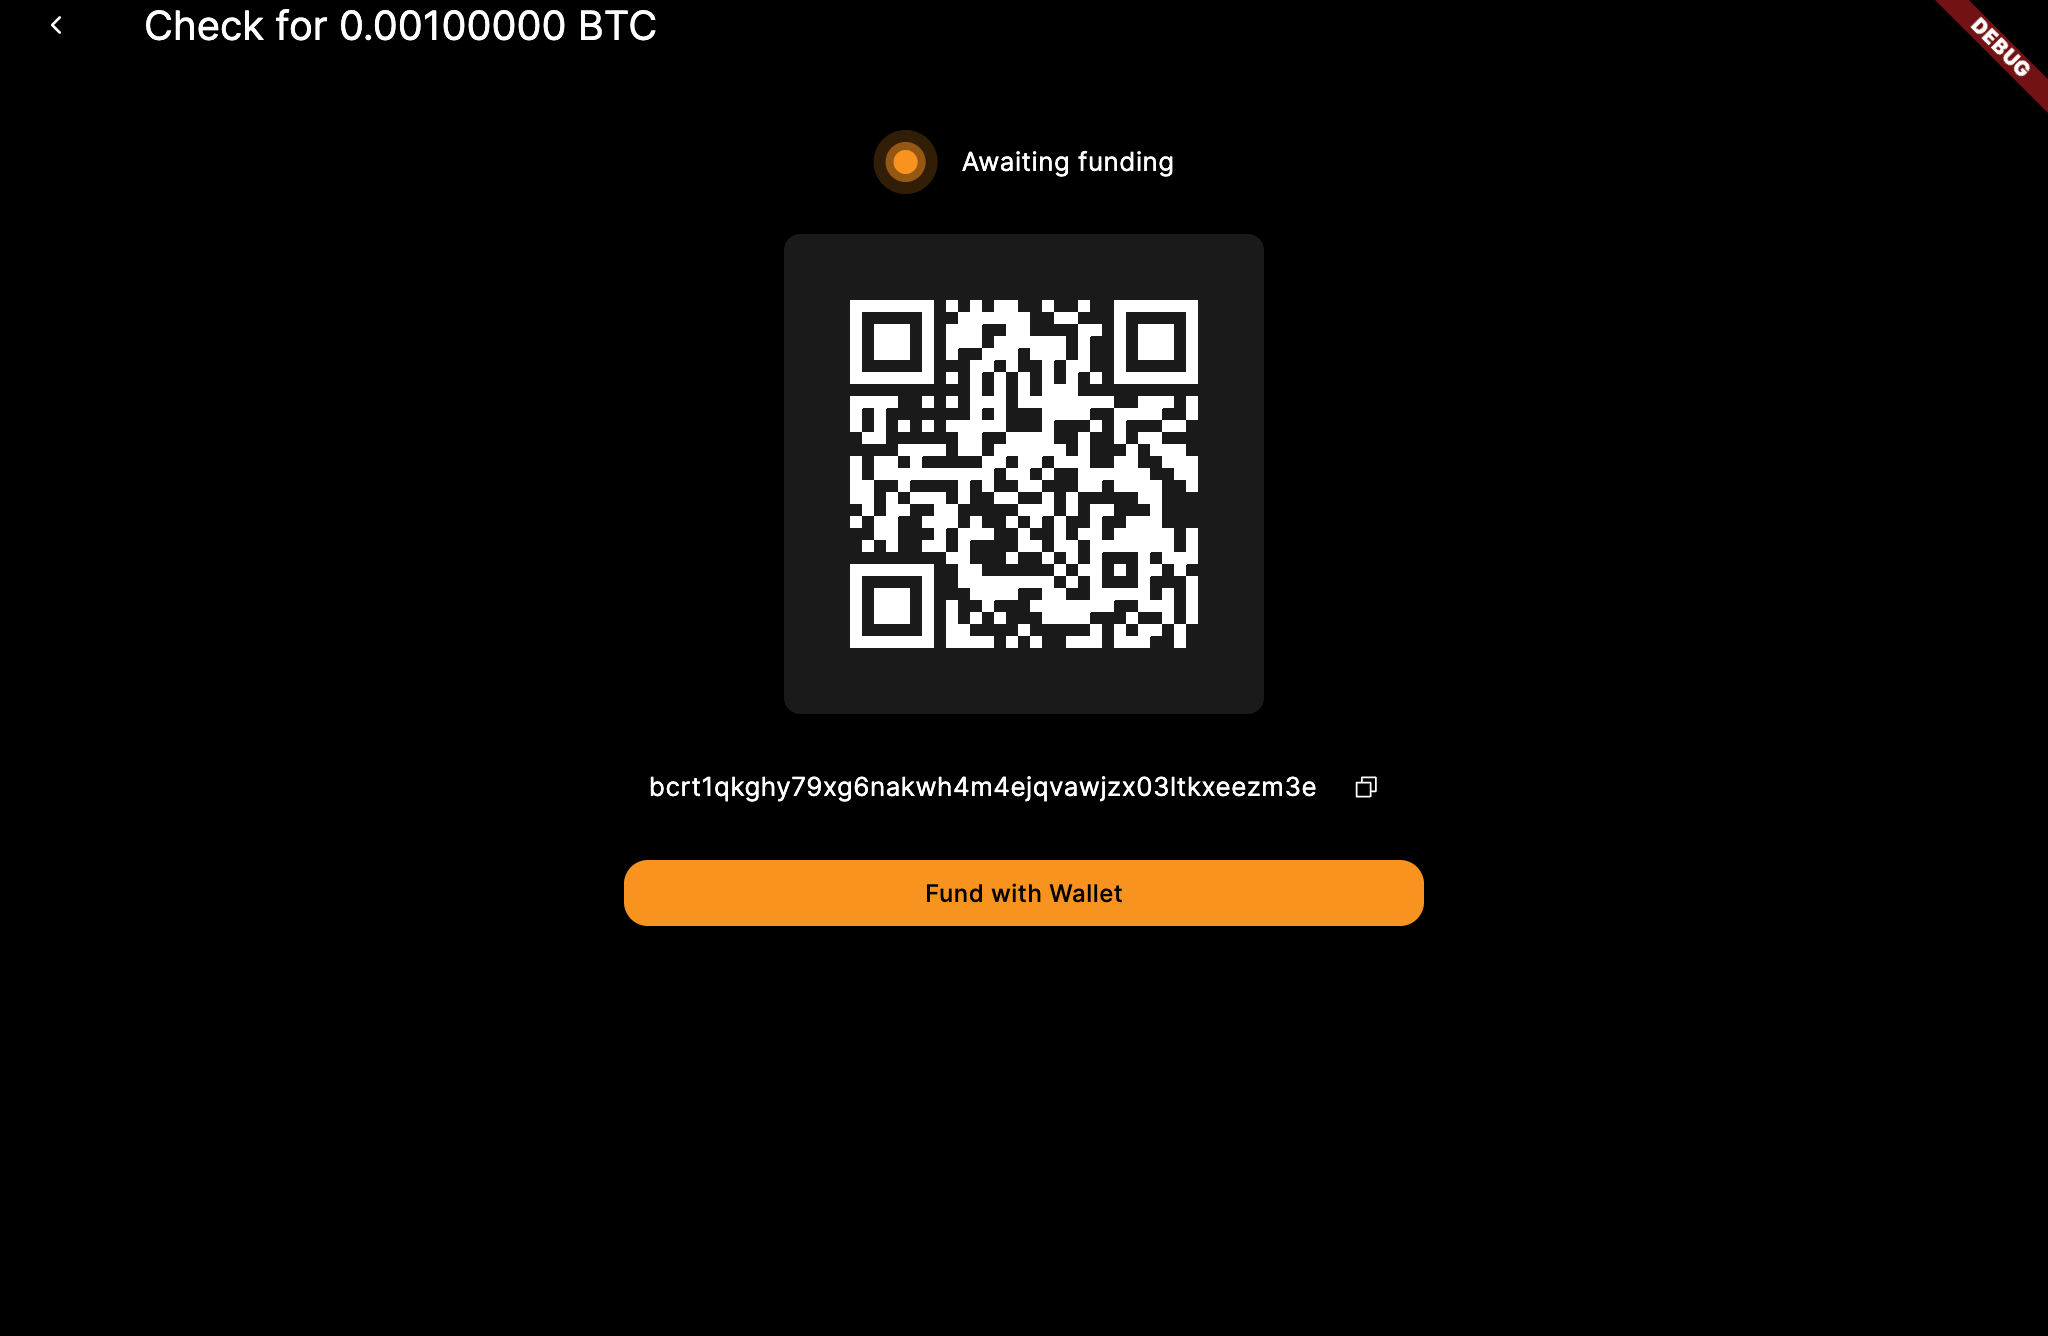 Check for 0.00100000 BTC
DEBUG
Awaiting funding
bcrt1qkghy79xg6nakwh4m4ejqvawjzx03ltkxeezm3e
Fund with Wallet